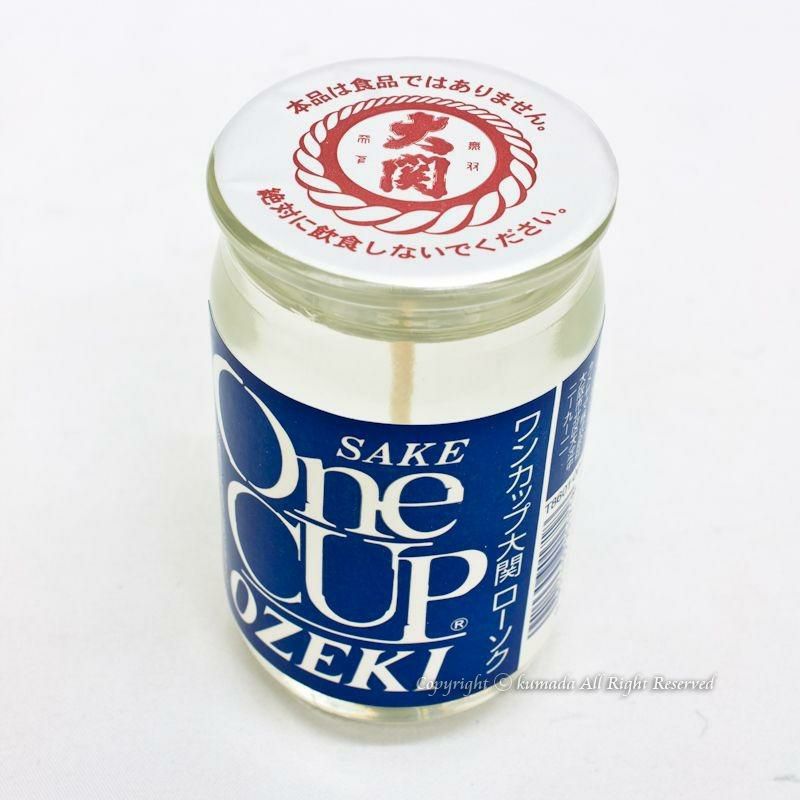 本品は食品ではありません。
大関
絶対に飲食しないでください。
SAKE
One
CUP®
OZEKI
ワンカップ大関 ローソク
Copyright © kumada All Right Reserved